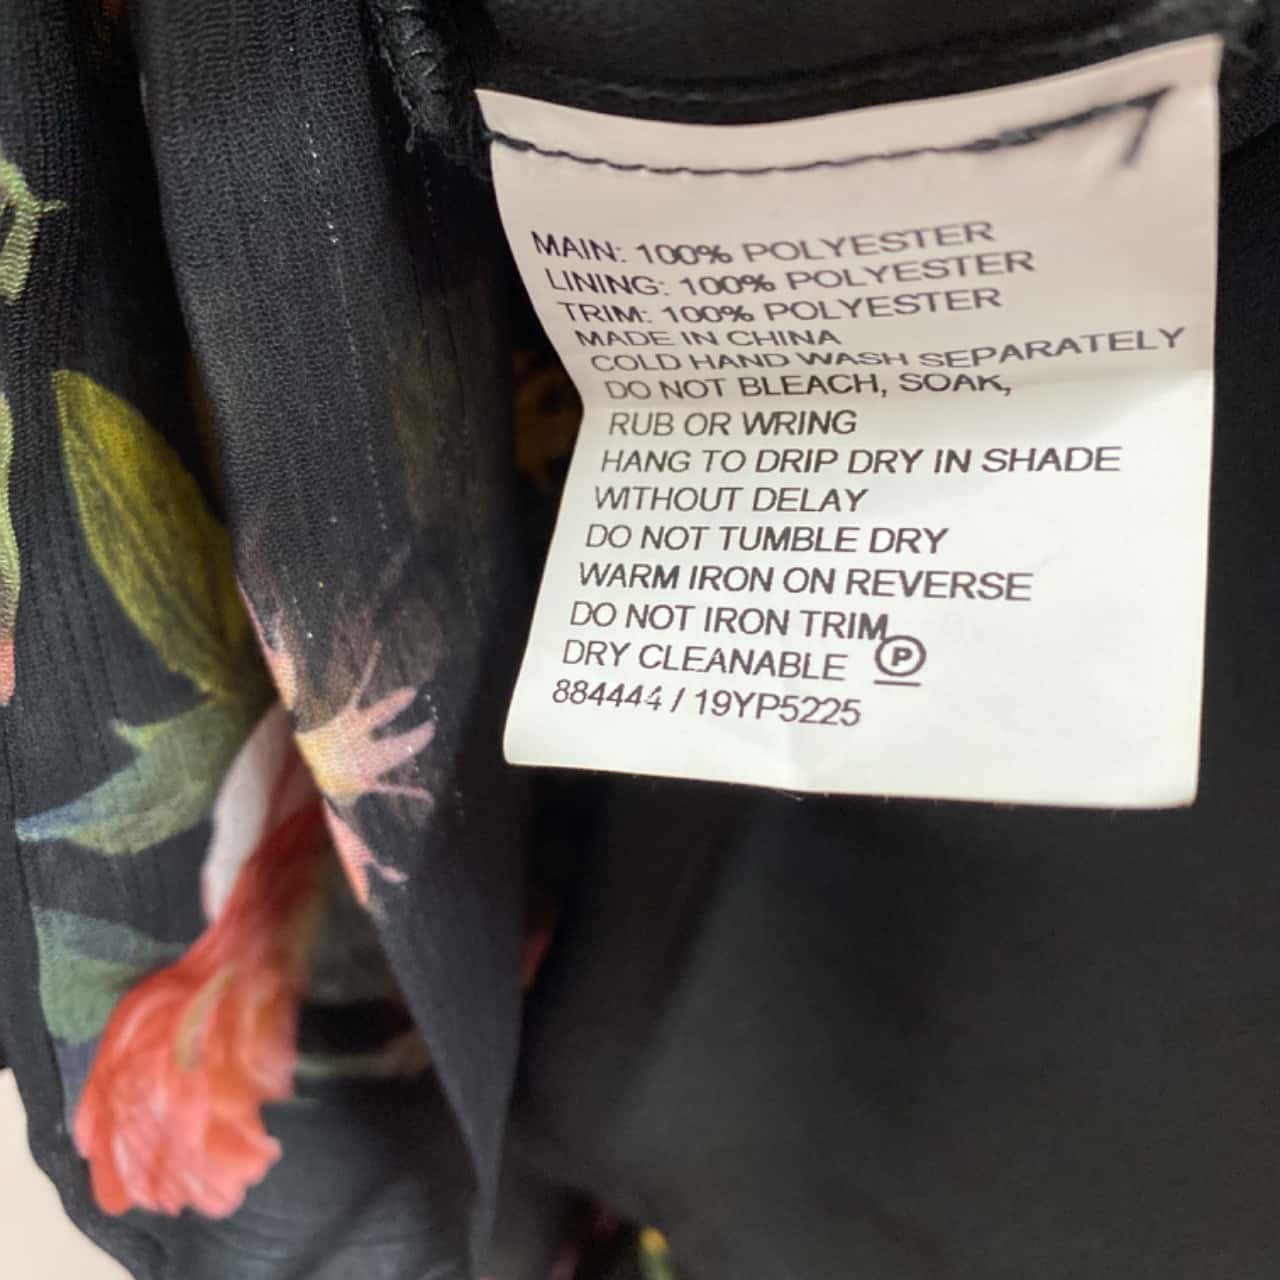 MAIN: 100% POLYESTER
LINING: 100% POLYESTER
TRIM: 100% POLYESTER
MADE IN CHINA
COLD HAND WASH SEPARATELY
DO NOT BLEACH, SOAK,
RUB OR WRING
HANG TO DRIP DRY IN SHADE
WITHOUT DELAY
DO NOT TUMBLE DRY
WARM IRON ON REVERSE
DO NOT IRON TRIM
DRY CLEANABLE P
884444 / 19YP5225